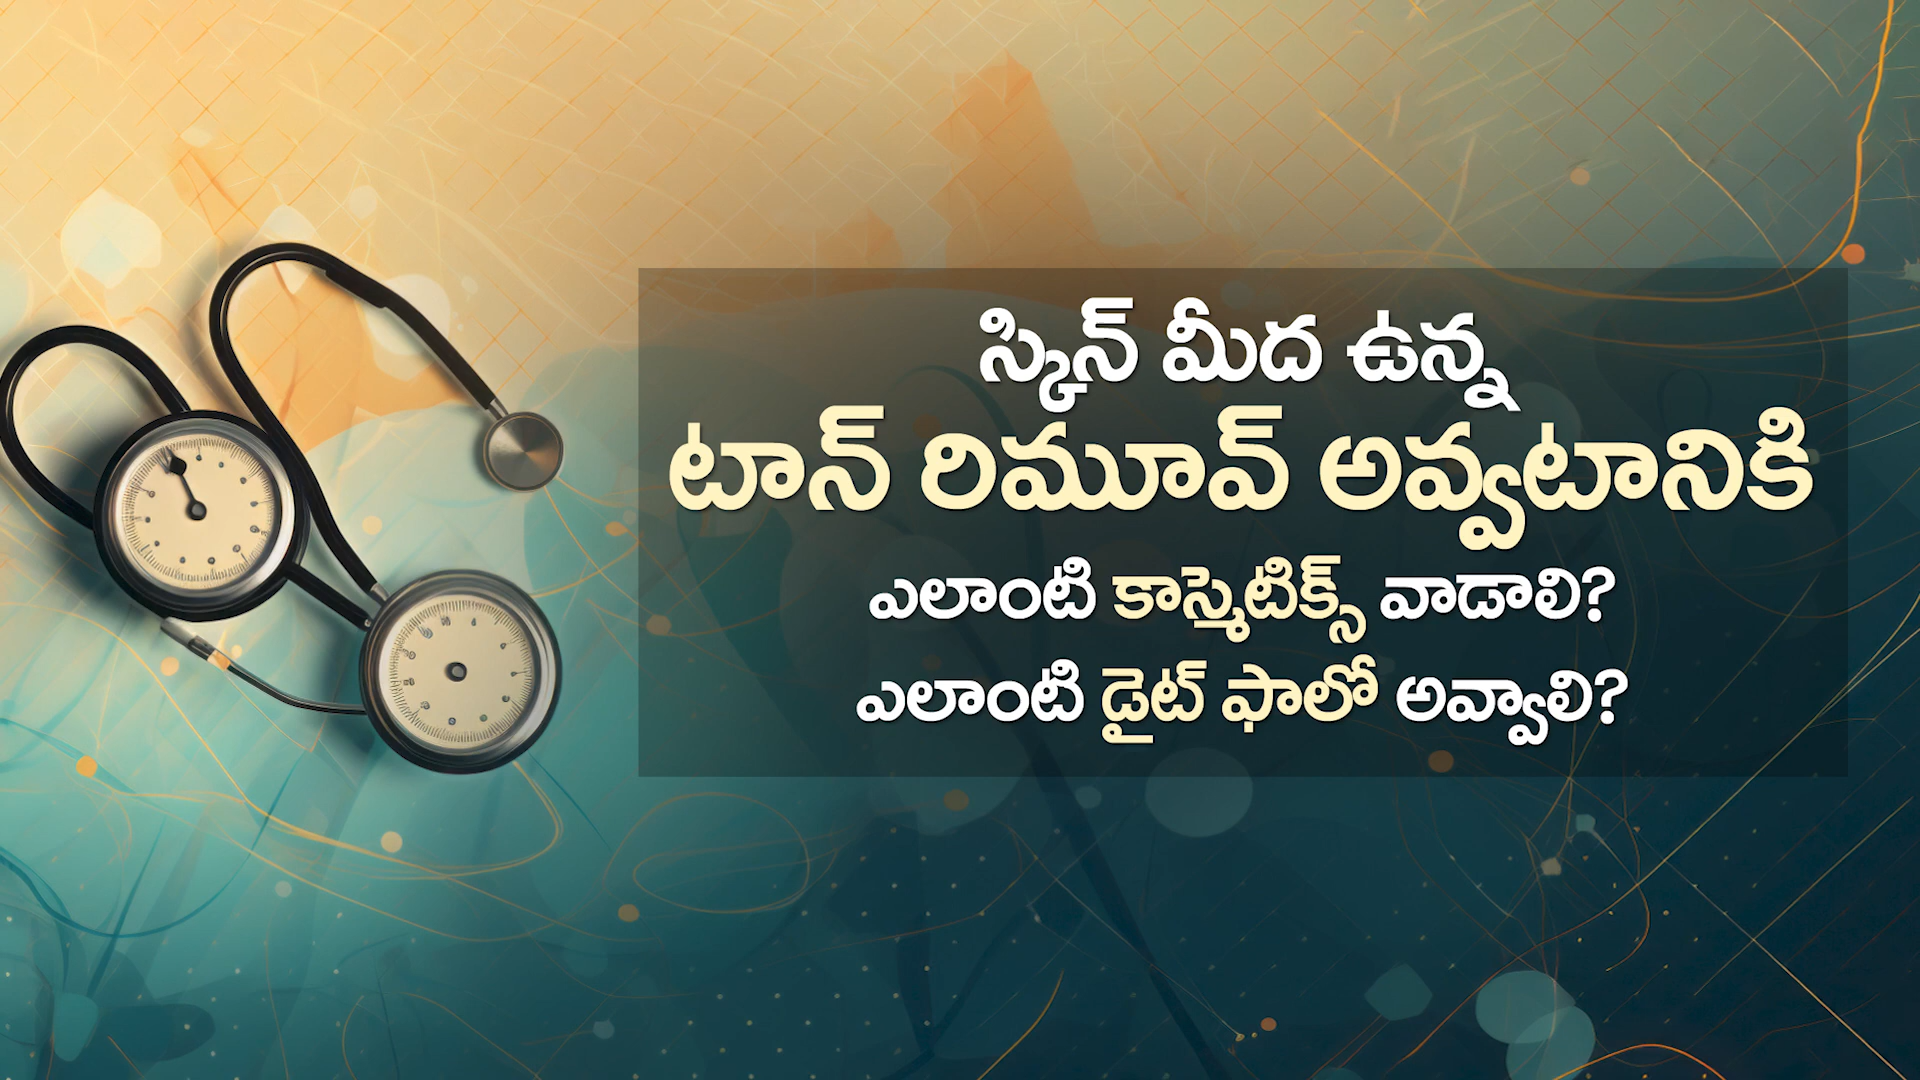 స్కిన్ మీద ఉన్న
టాన్ రిమూవ్ అవ్వటానికి
ఎలాంటి కాస్మెటిక్స్ వాడాలి?
ఎలాంటి డైట్ ఫాలో అవ్వాలి?